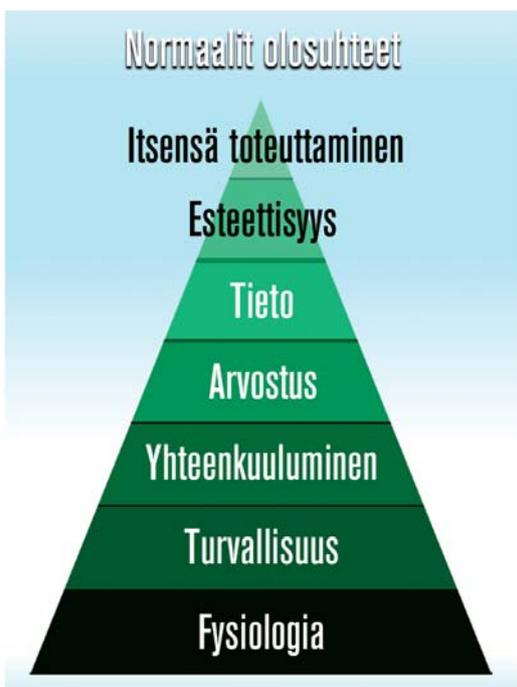 Normaalit olosuhteet
Itsensä toteuttaminen
Esteettisyys
Tieto
Arvostus
Yhteenkuuluminen
Turvallisuus
Fysiologia